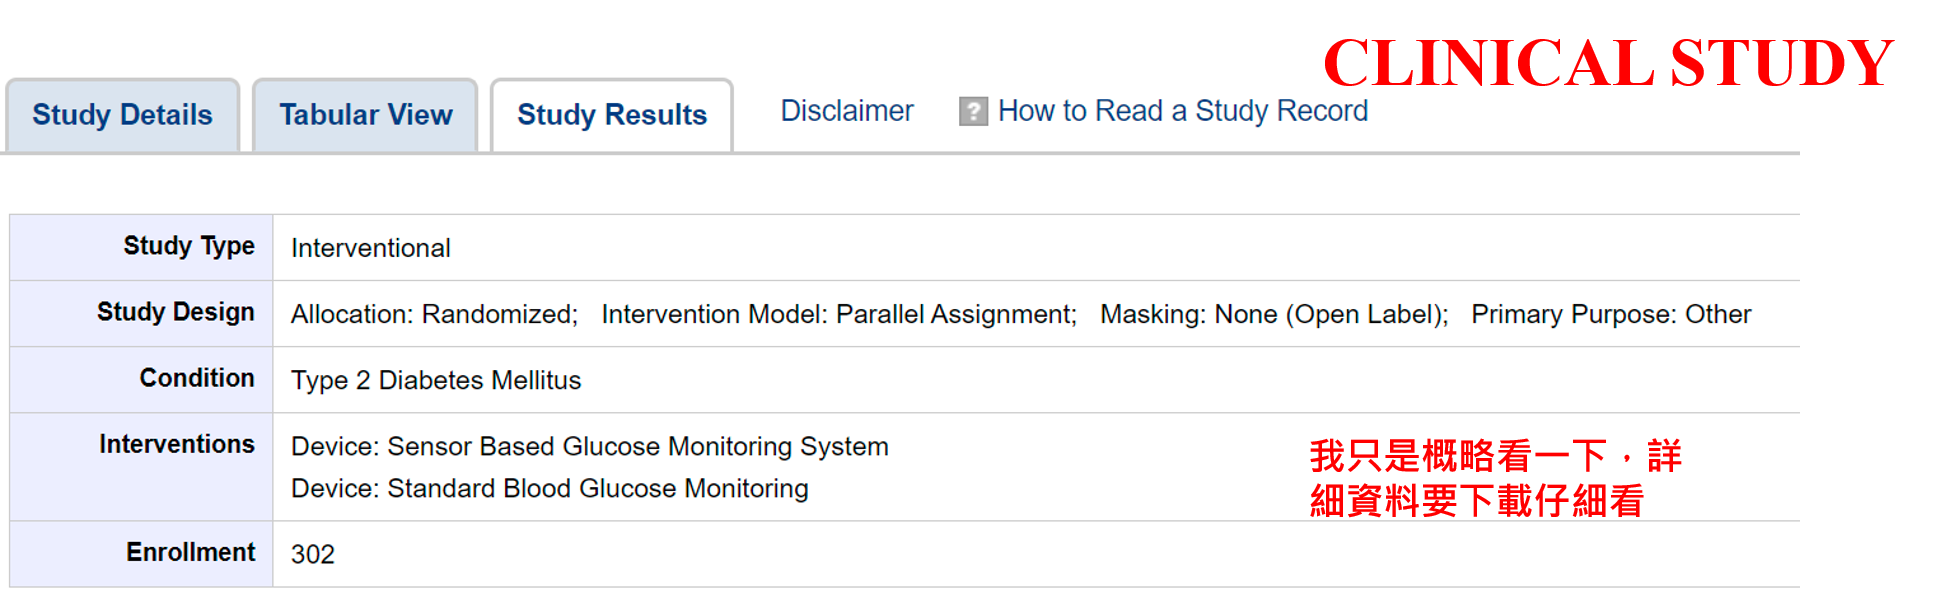 CLINICAL STUDY
Study Details Tabular View Study Results Disclaimer ? How to Read a Study Record
Study Type Interventional
Study Design Allocation: Randomized; Intervention Model: Parallel Assignment; Masking: None (Open Label); Primary Purpose: Other
Condition Type 2 Diabetes Mellitus
Interventions Device: Sensor Based Glucose Monitoring System
Device: Standard Blood Glucose Monitoring
我只是概略看一下，詳
細資料要下載仔細看
Enrollment 302